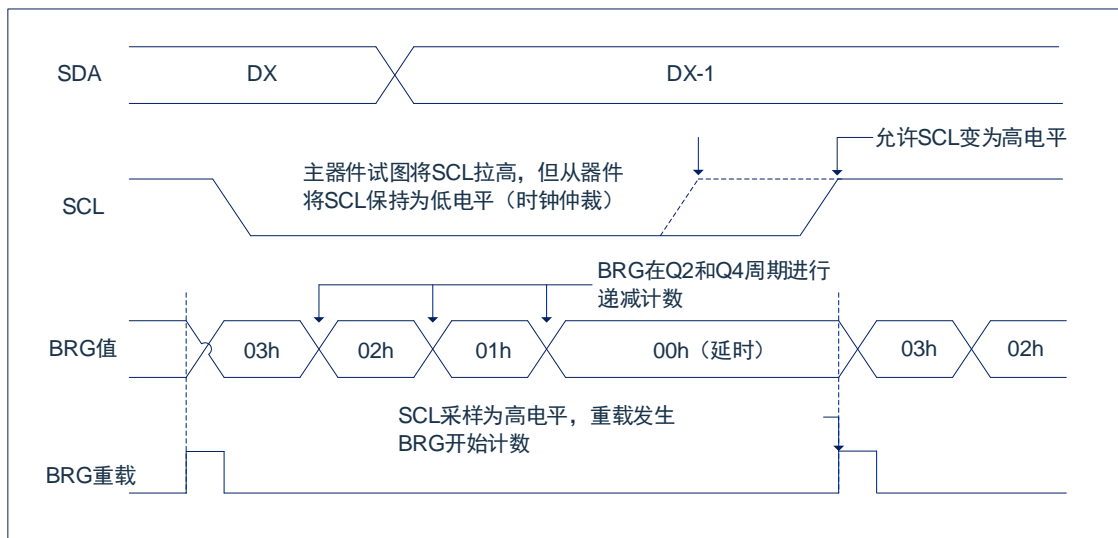 SDA
DX
DX-1
允许SCL变为高电平
主器件试图将SCL拉高，但从器件
将SCL保持为低电平（时钟仲裁）
SCL
BRG在Q2和Q4周期进行
递减计数
BRG值
03h
02h
01h
00h（延时）
03h
02h
SCL采样为高电平，重载发生
BRG开始计数
BRG重载